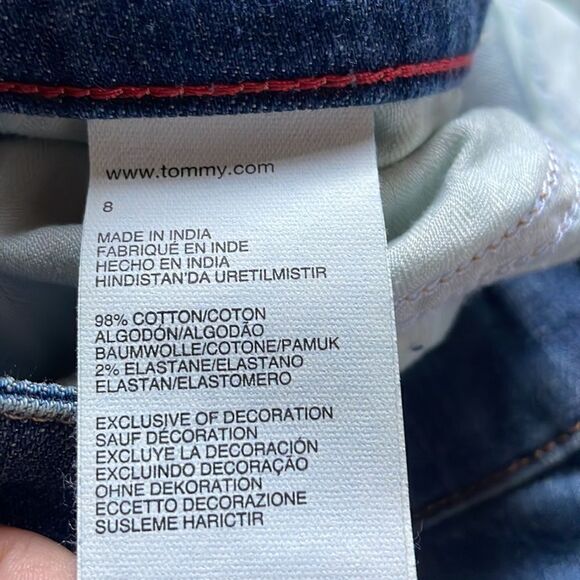 www.tommy.com
8
MADE IN INDIA
FABRIQUÉ EN INDE
HECHO EN INDIA
HINDISTAN'DA URETILMISTIR
98% COTTON/COTON
ALGODÓN/ALGODÃO
BAUMWOLLE/COTONE/PAMUK
2% ELASTANE/ELASTANO
ELASTAN/ELASTOMERO
EXCLUSIVE OF DECORATION
SAUF DÉCORATION
EXCLUYE LA DECORACIÓN
EXCLUINDO DECORAÇÃO
OHNE DEKORATION
ECCETTO DECORAZIONE
SUSLEME HARICTIR